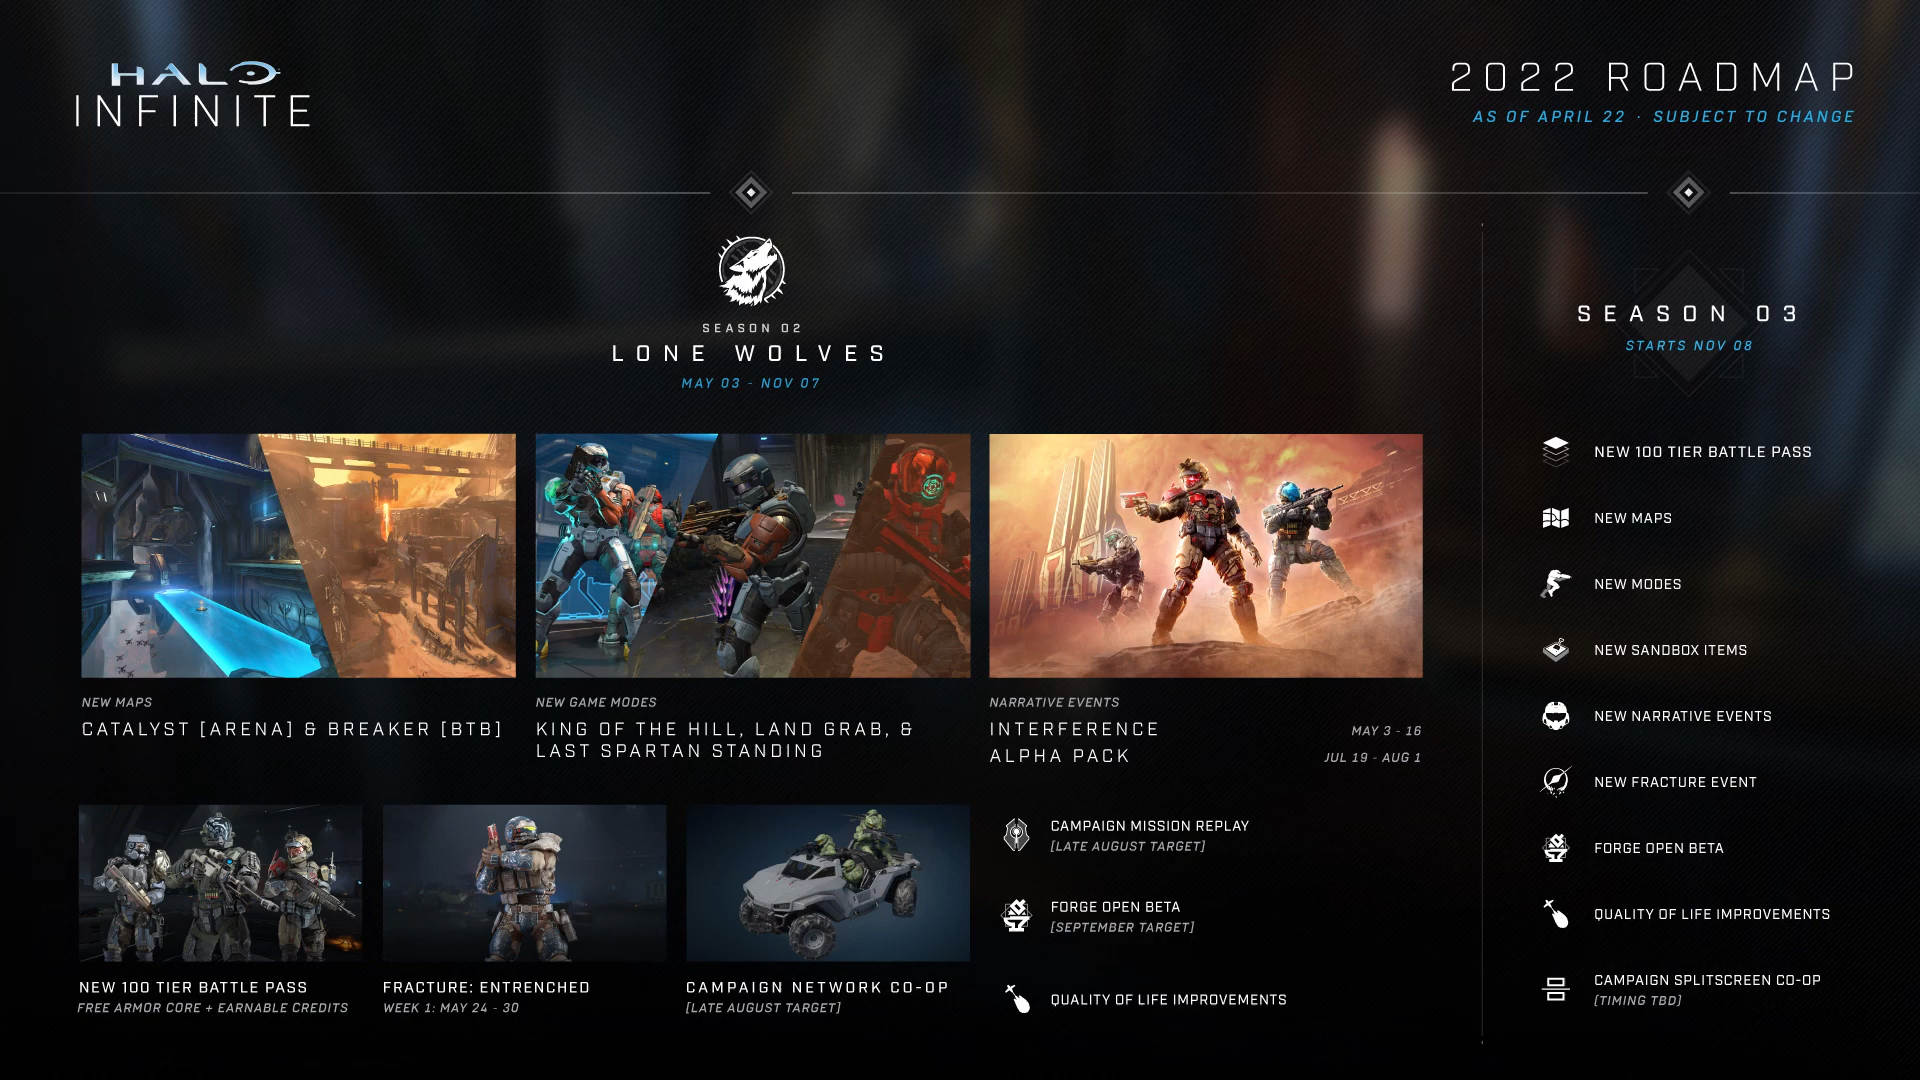 HALO
INFINITE
2022 ROADMAP
AS OF APRIL 22 · SUBJECT TO CHANGE
SEASON 02
LONE WOLVES
MAY 03 - NOV 07
NEW MAPS
CATALYST [ARENA] & BREAKER [BTB]
NEW GAME MODES
KING OF THE HILL, LAND GRAB, &
LAST SPARTAN STANDING
NARRATIVE EVENTS
INTERFERENCE MAY 3 - 16
ALPHA PACK JUL 19 - AUG 1
NEW 100 TIER BATTLE PASS
FREE ARMOR CORE + EARNABLE CREDITS
FRACTURE: ENTRENCHED
WEEK 1: MAY 24 - 30
CAMPAIGN NETWORK CO-OP
[LATE AUGUST TARGET]
CAMPAIGN MISSION REPLAY
[LATE AUGUST TARGET]
FORGE OPEN BETA
[SEPTEMBER TARGET]
QUALITY OF LIFE IMPROVEMENTS
SEASON 03
STARTS NOV 08
NEW 100 TIER BATTLE PASS
NEW MAPS
NEW MODES
NEW SANDBOX ITEMS
NEW NARRATIVE EVENTS
NEW FRACTURE EVENT
FORGE OPEN BETA
QUALITY OF LIFE IMPROVEMENTS
CAMPAIGN SPLITSCREEN CO-OP
[TIMING TBD]